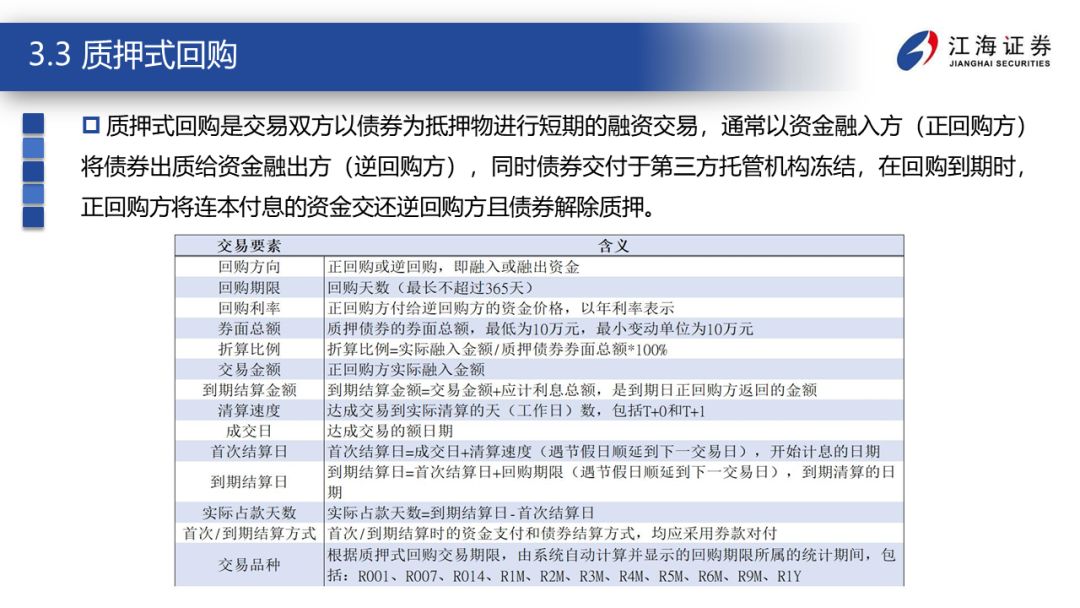 3.3 质押式回购
江海证券
JIANGHAI SECURITIES
质押式回购是交易双方以债券为抵押物进行短期的融资交易，通常以资金融入方（正回购方）
将债券出质给资金融出方（逆回购方），同时债券交付于第三方托管机构冻结，在回购到期时，
正回购方将连本付息的资金交还逆回购方且债券解除质押。
交易要素 含义
回购方向 正回购或逆回购，即融入或融出资金
回购期限 回购天数（最长不超过365天）
回购利率 正回购方付给逆回购方的资金价格，以年利率表示
券面总额 质押债券的券面总额，最低为10万元，最小变动单位为10万元
折算比例 折算比例=实际融入金额/质押债券券面总额*100%
交易金额 正回购方实际融入金额
到期结算金额 到期结算金额=交易金额+应计利息总额，是到期日正回购方返回的金额
清算速度 达成交易到实际清算的天（工作日）数，包括T+0和T+1
成交日 达成交易的额日期
首次结算日 首次结算日=成交日+清算速度（遇节假日顺延到下一交易日），开始计息的日期
到期结算日 到期结算日=首次结算日+回购期限（遇节假日顺延到下一交易日），到期清算的日
期
实际占款天数 实际占款天数=到期结算日-首次结算日
首次/到期结算方式 首次/到期结算时的资金支付和债券结算方式，均应采用券款对付
交易品种 根据质押式回购交易期限，由系统自动计算并显示的回购期限所属的统计期间，包
括：R001、R007、R014、R1M、R2M、R3M、R4M、R5M、R6M、R9M、R1Y